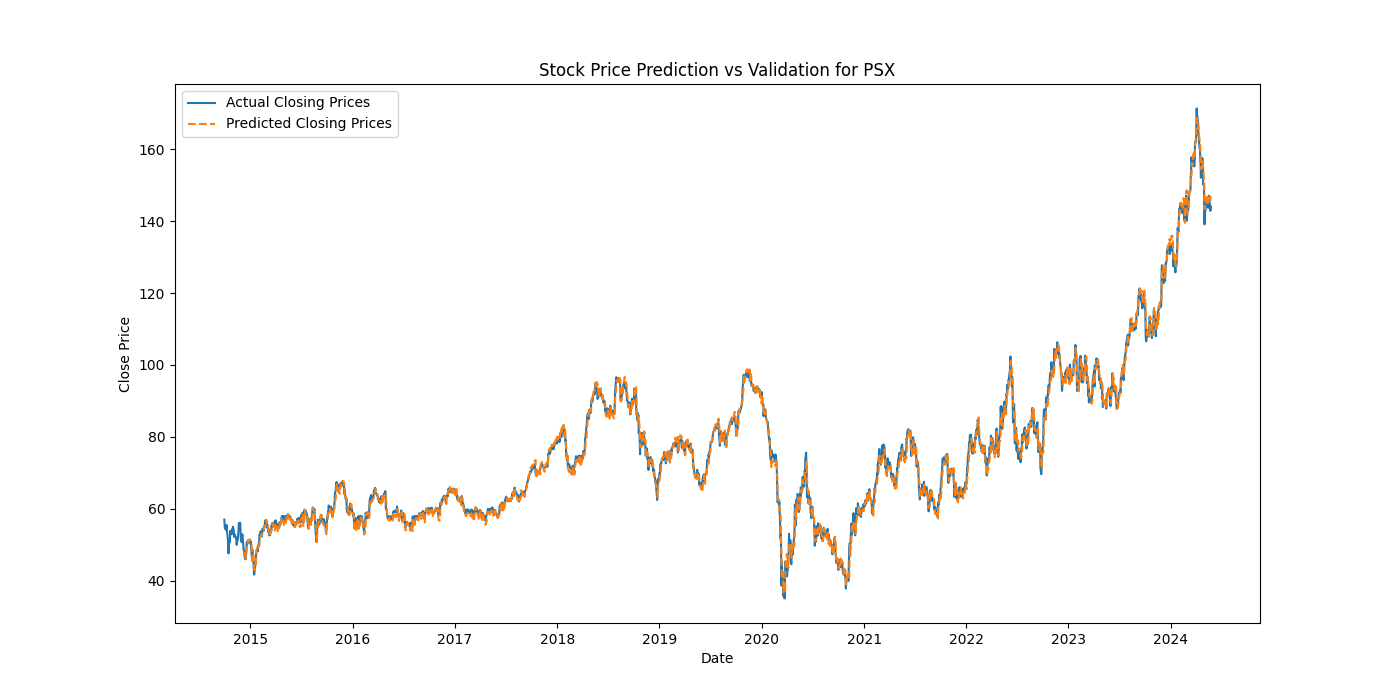 Stock Price Prediction vs Validation for PSX
Actual Closing Prices
Predicted Closing Prices
160
140
120
100
80
60
40
Close Price
2015 2016 2017 2018 2019 2020 2021 2022 2023 2024
Date